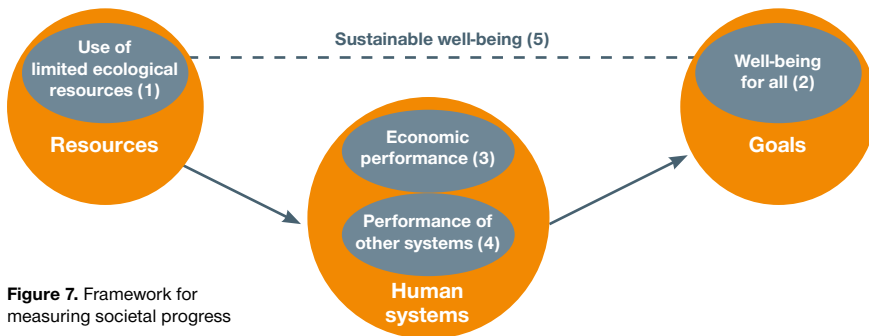 Use of
limited ecological
resources (1)
Resources
Sustainable well-being (5)
Well-being
for all (2)
Goals
Economic
performance (3)
Performance of
other systems (4)
Human
systems
Figure 7. Framework for
measuring societal progress